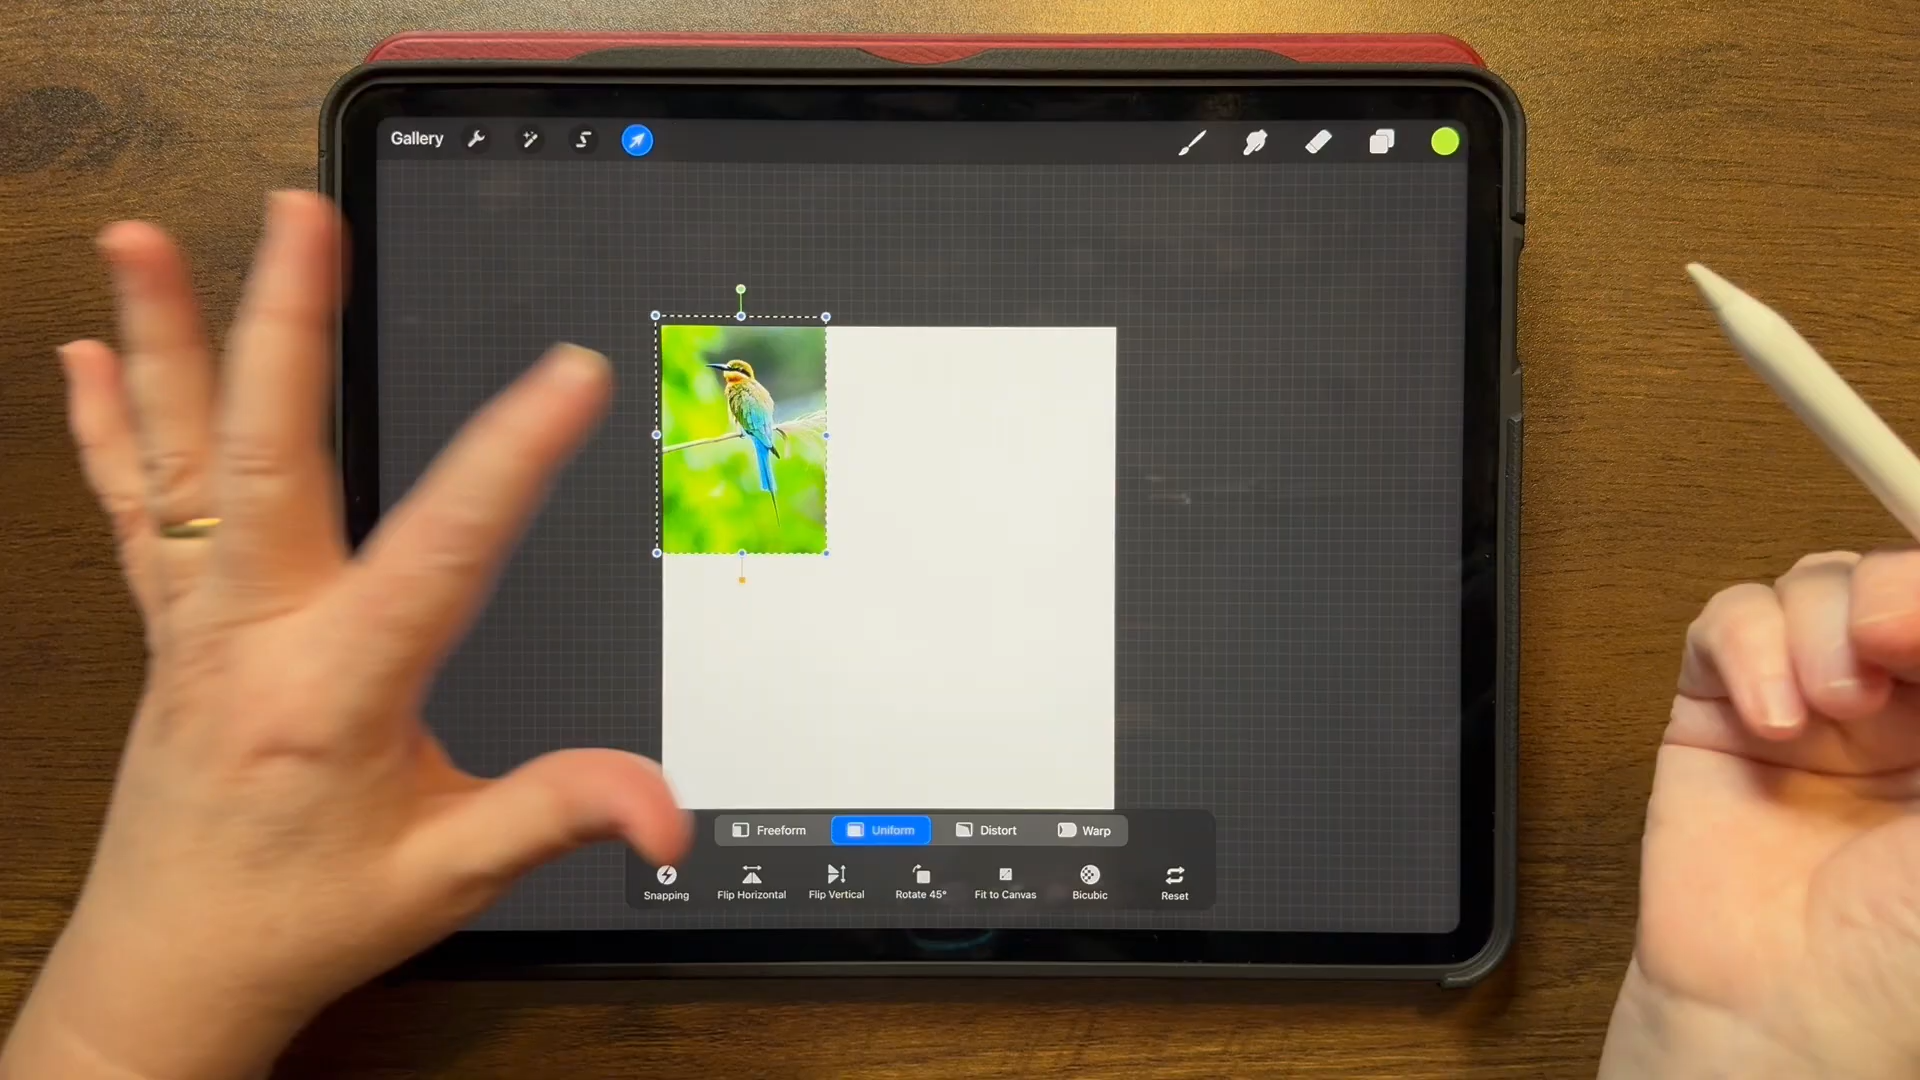 Gallery
Freeform Uniform Distort Warp
Snapping Flip Horizontal Flip Vertical Rotate 45° Fit to Canvas Bicubic Reset